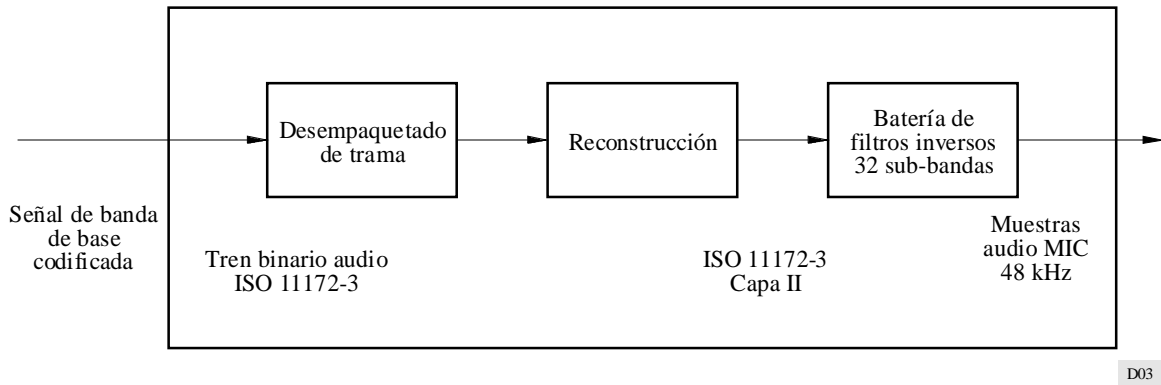 Desempaquetado
de trama
Reconstrucción
Batería de
filtros inversos
32 sub-bandas
Señal de banda
de base
codificada
Tren binario audio
ISO 11172-3
ISO 11172-3
Capa II
Muestras
audio MIC
48 kHz
D03